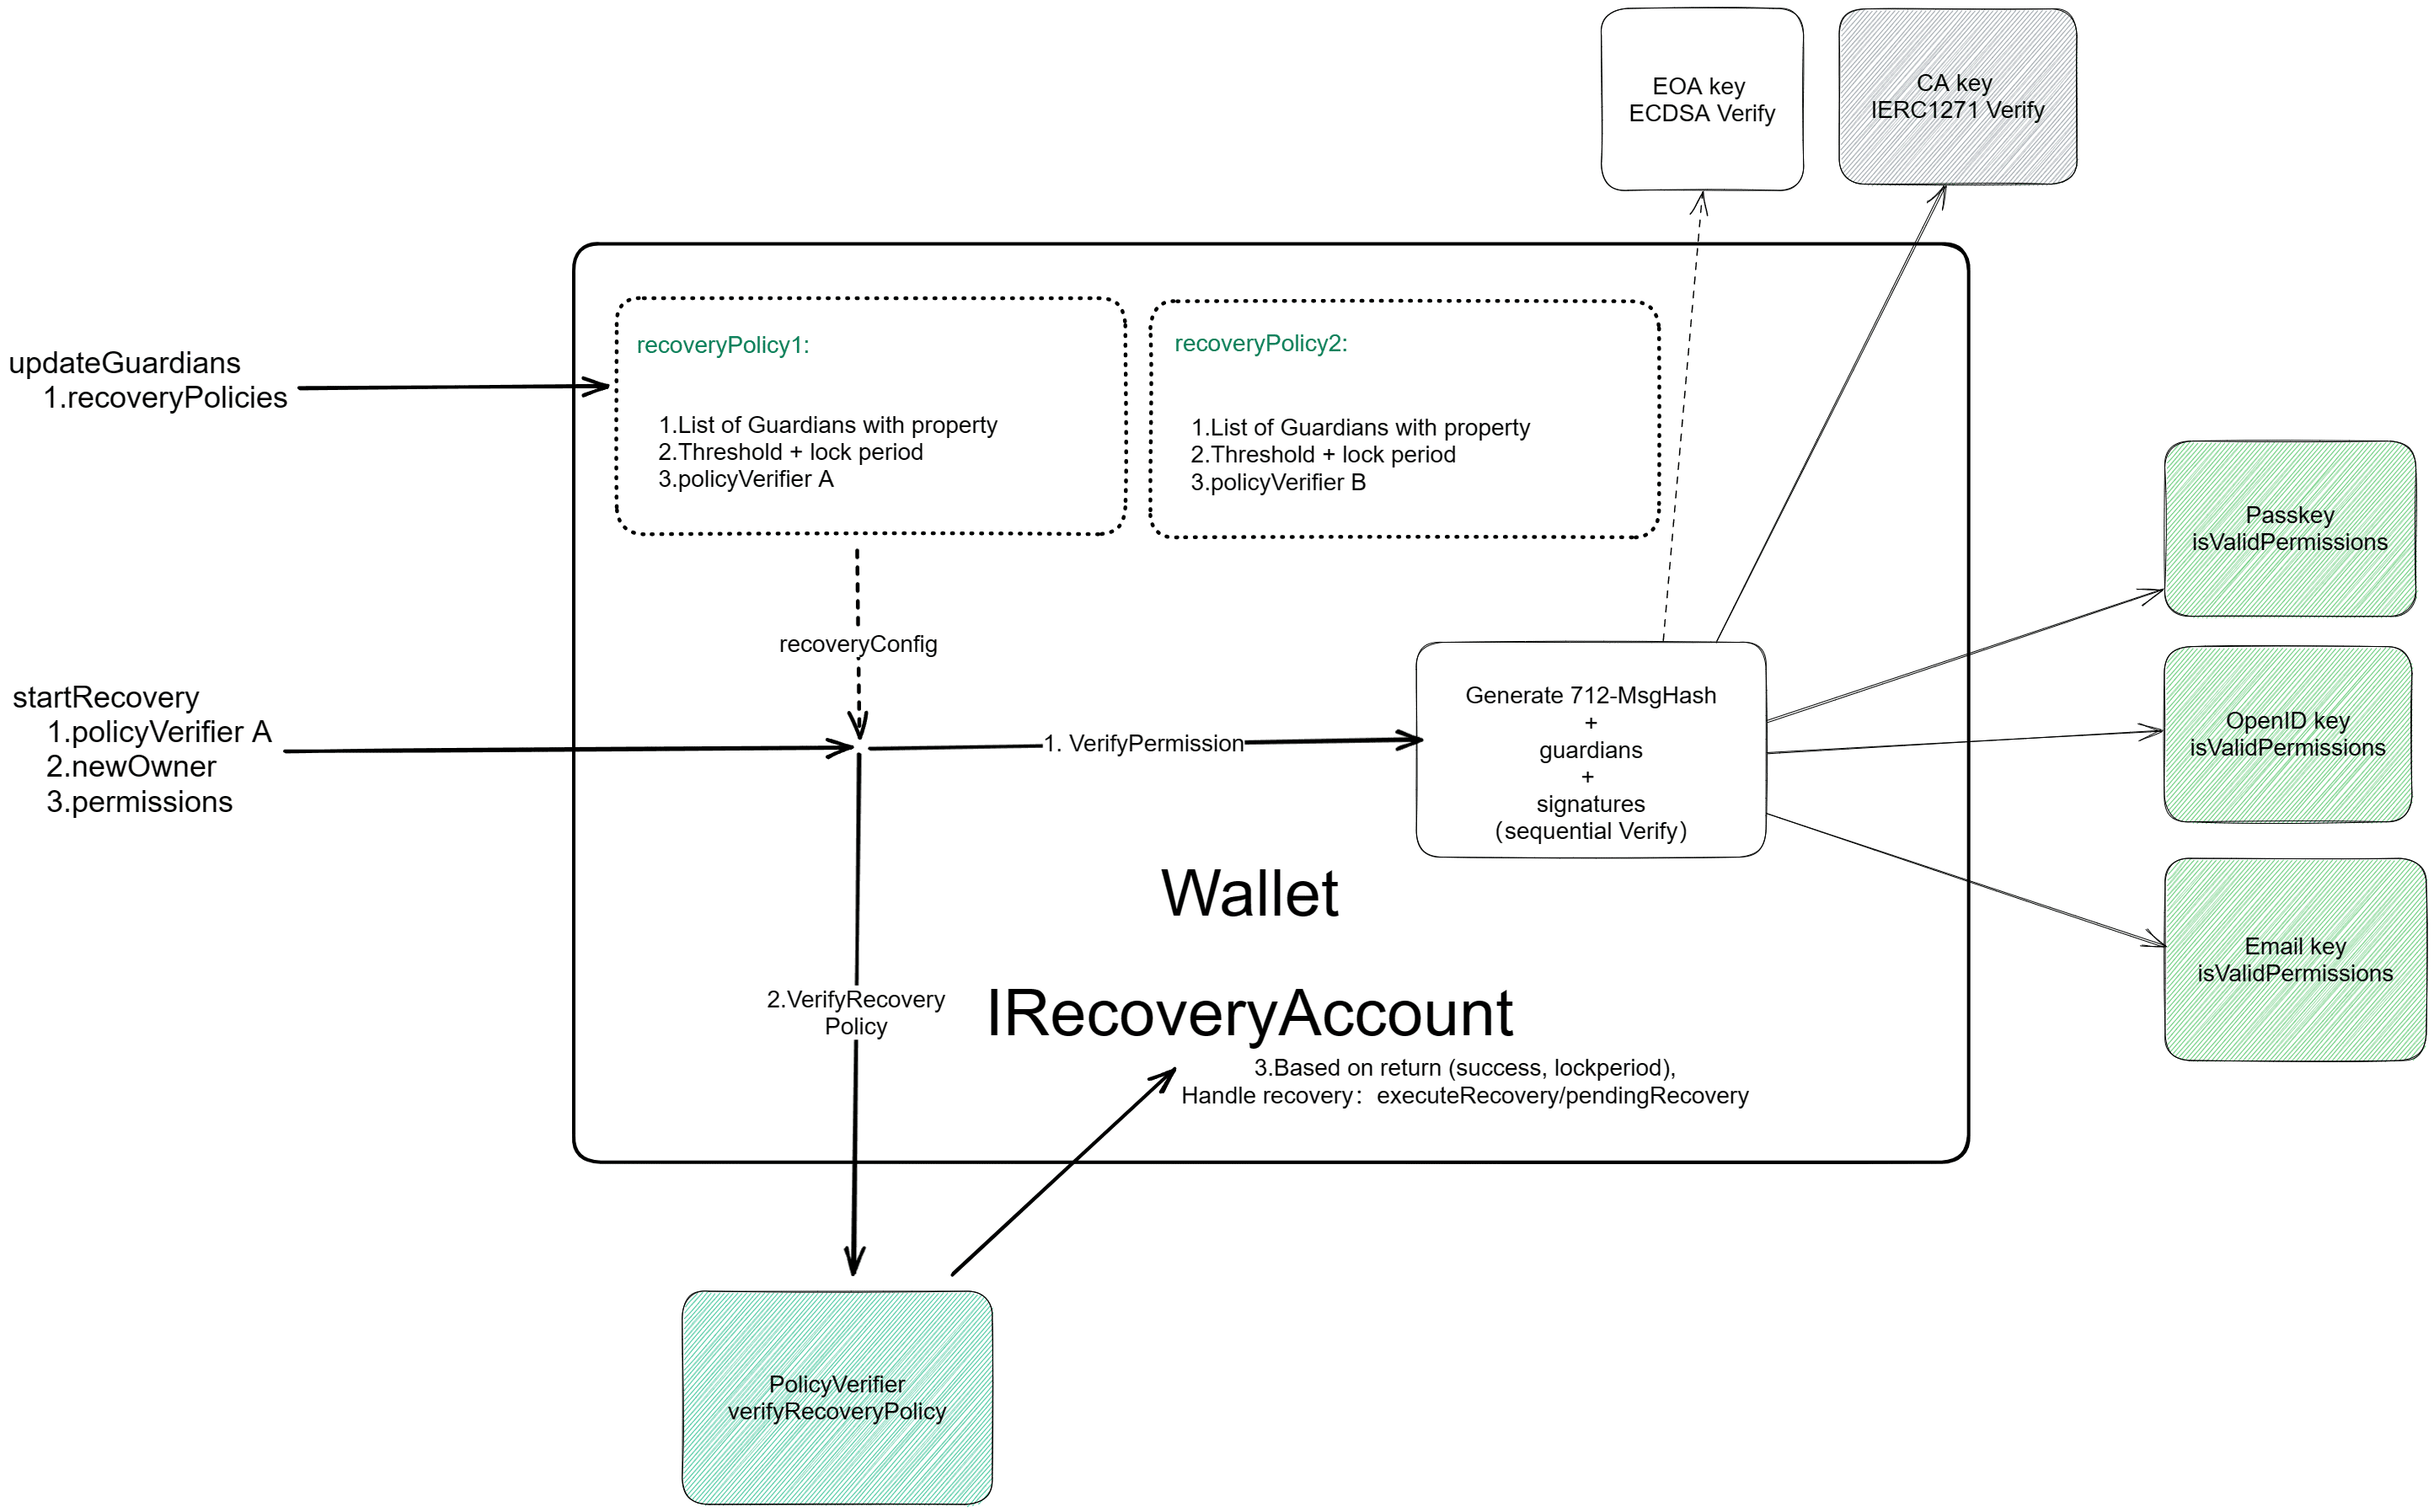 EOA key
ECDSA Verify
CA key
IERC1271 Verify
updateGuardians
1.recoveryPolicies
recoveryPolicy1:
1.List of Guardians with property
2.Threshold + lock period
3.policyVerifier A
recoveryPolicy2:
1.List of Guardians with property
2.Threshold + lock period
3.policyVerifier B
Passkey
isValidPermissions
recoveryConfig
startRecovery
1.policyVerifier A
2.newOwner
3.permissions
1. VerifyPermission
Generate 712-MsgHash
+
guardians
+
signatures
（sequential Verify）
OpenID key
isValidPermissions
Email key
isValidPermissions
Wallet
IRecoveryAccount
2.VerifyRecovery
Policy
3.Based on return (success, lockperiod),
Handle recovery：executeRecovery/pendingRecovery
PolicyVerifier
verifyRecoveryPolicy